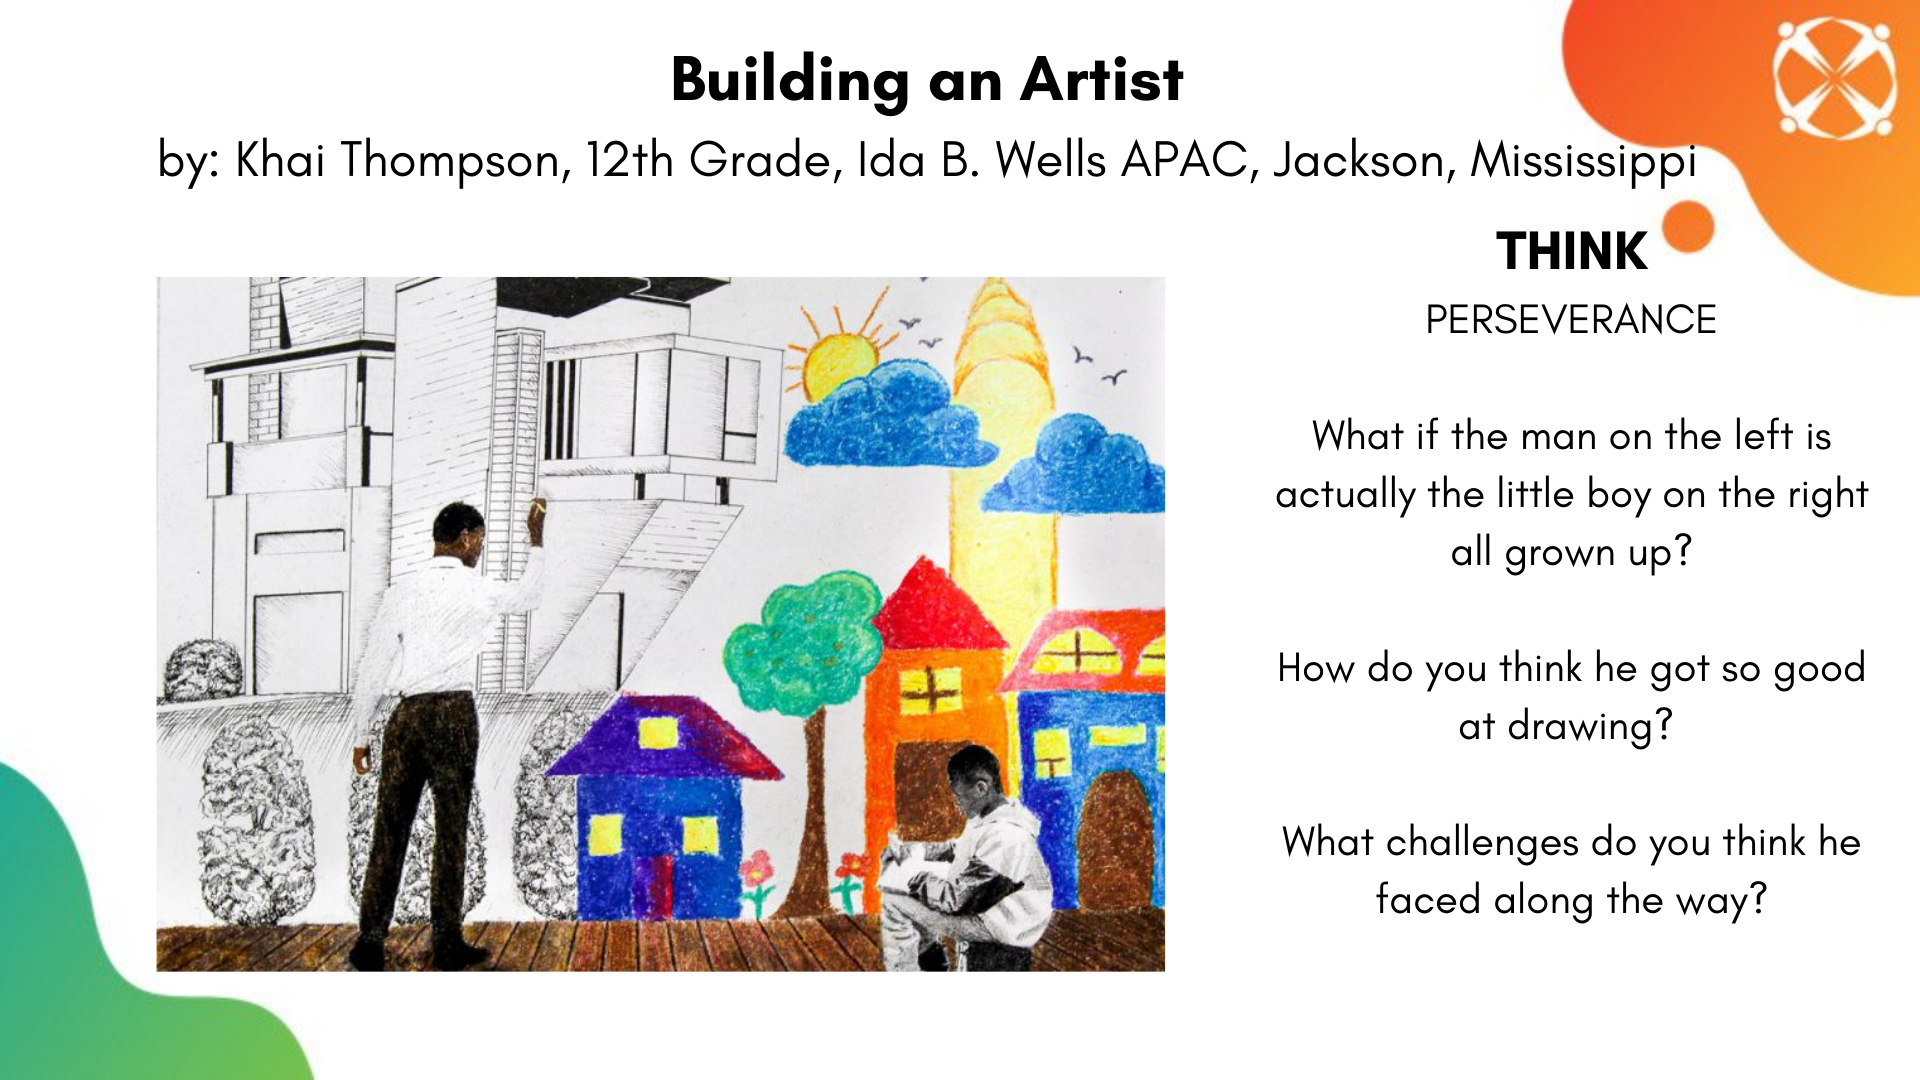 Building an Artist
by: Khai Thompson, 12th Grade, Ida B. Wells APAC, Jackson, Mississippi
THINK
PERSEVERANCE
What if the man on the left is
actually the little boy on the right
all grown up?
How do you think he got so good
at drawing?
What challenges do you think he
faced along the way?